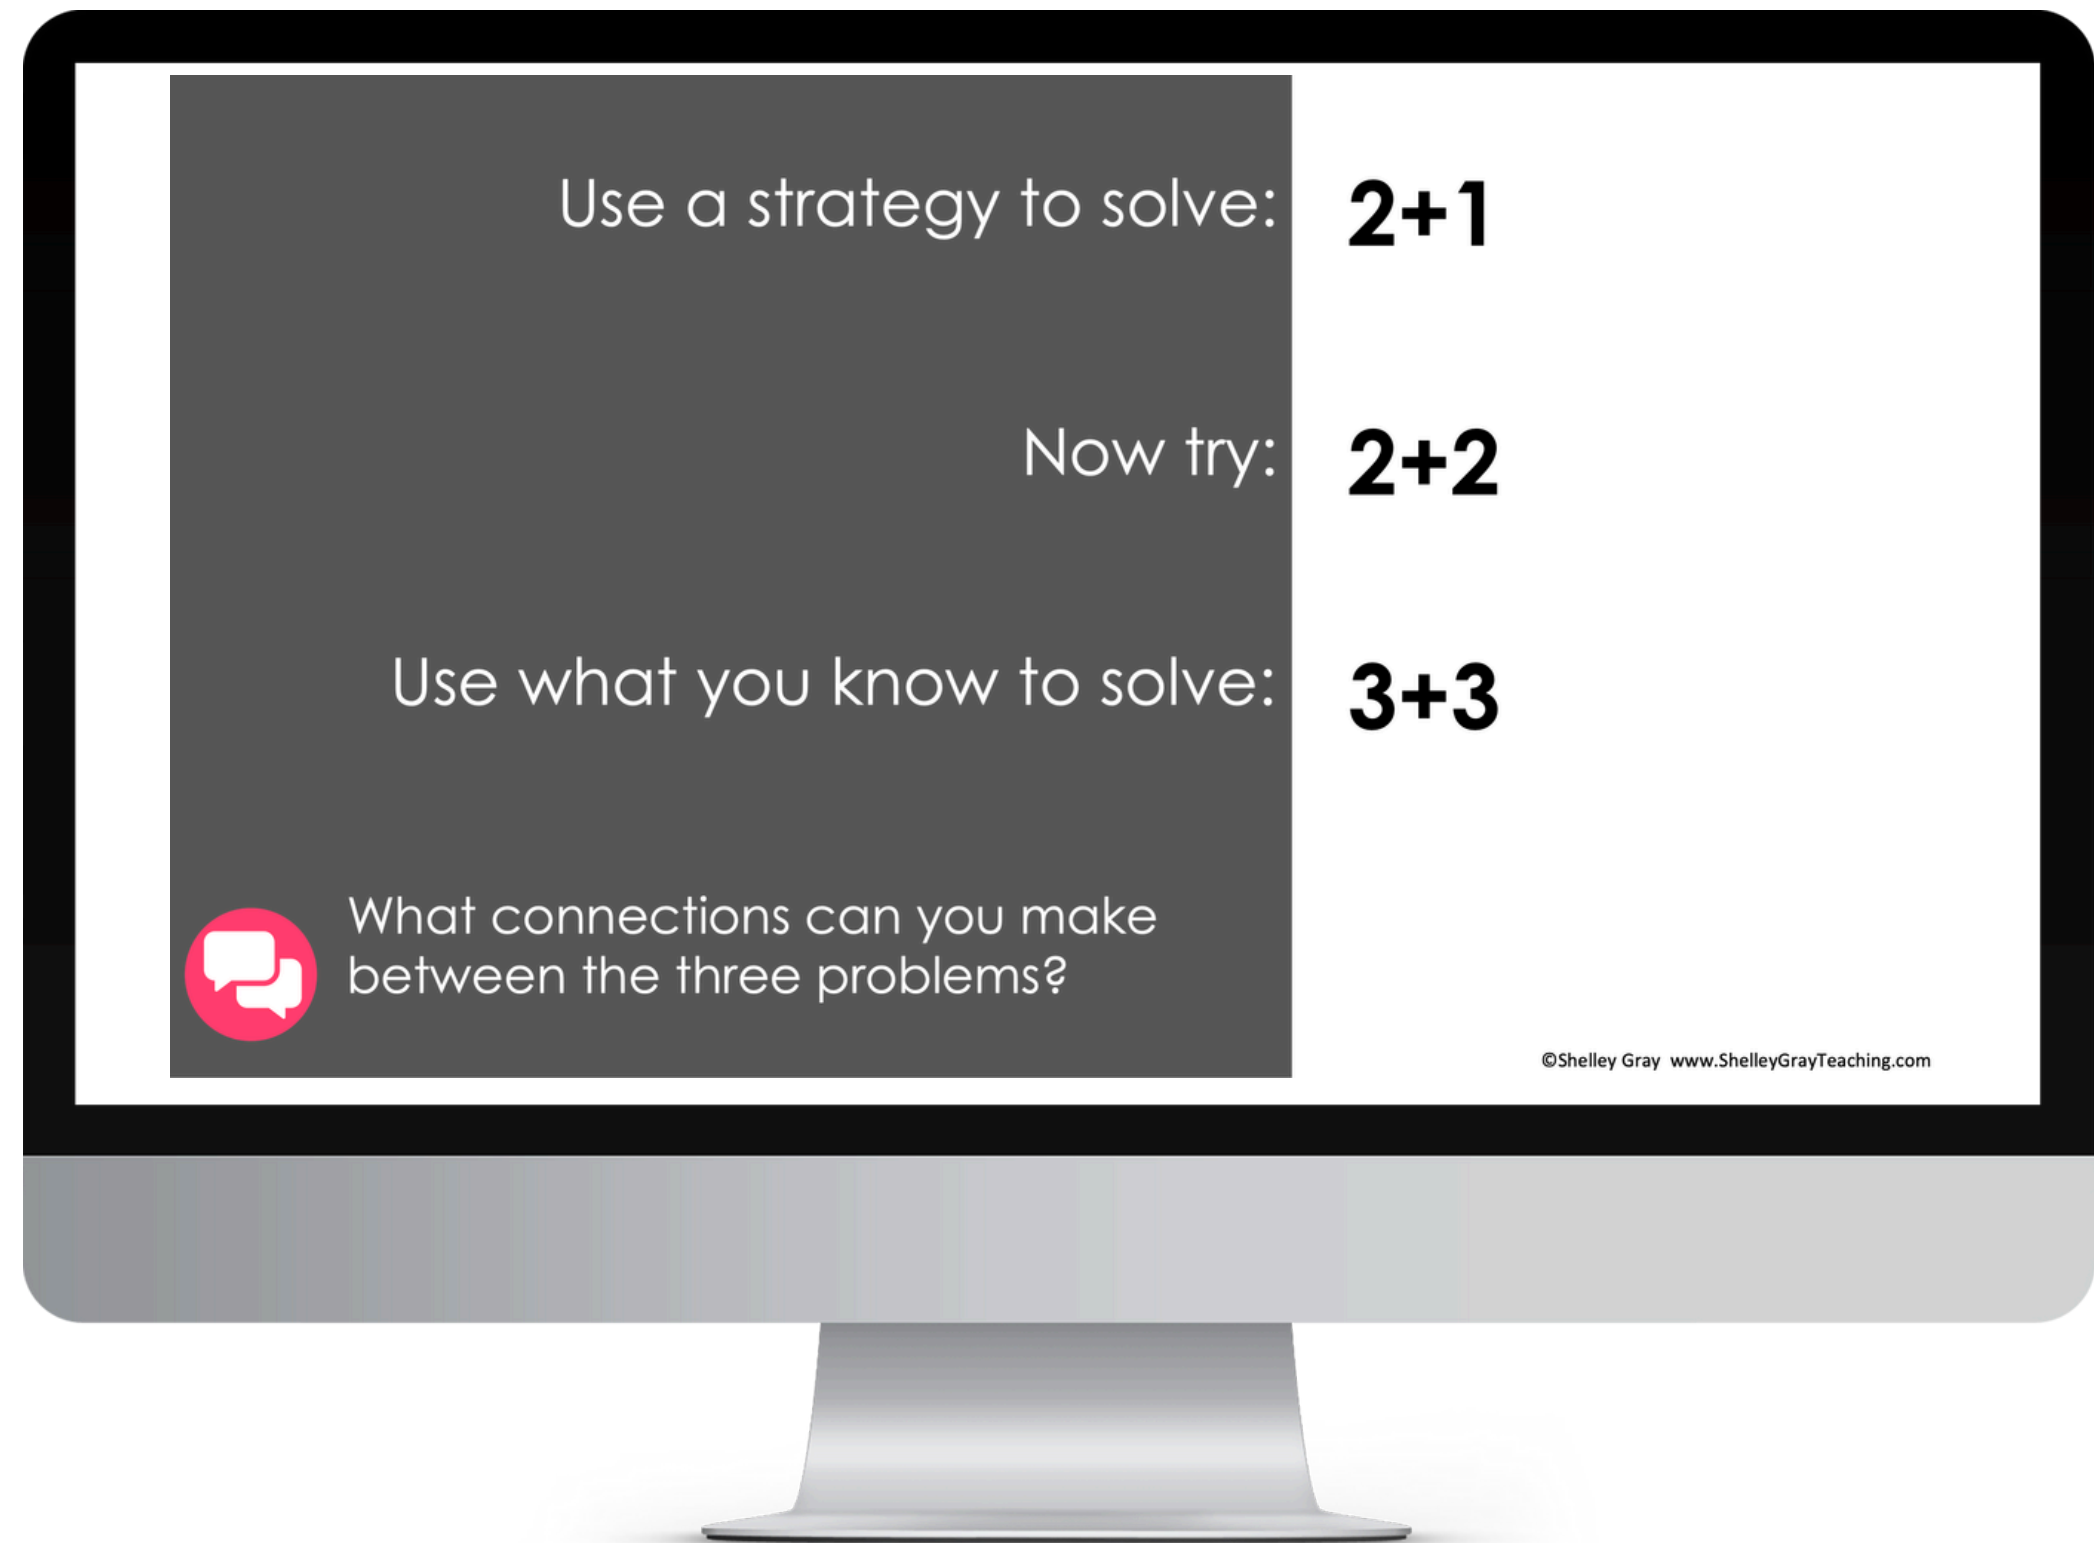 Use a strategy to solve: 2+1
Now try: 2+2
Use what you know to solve: 3+3
What connections can you make
between the three problems?
©Shelley Gray www.ShelleyGrayTeaching.com